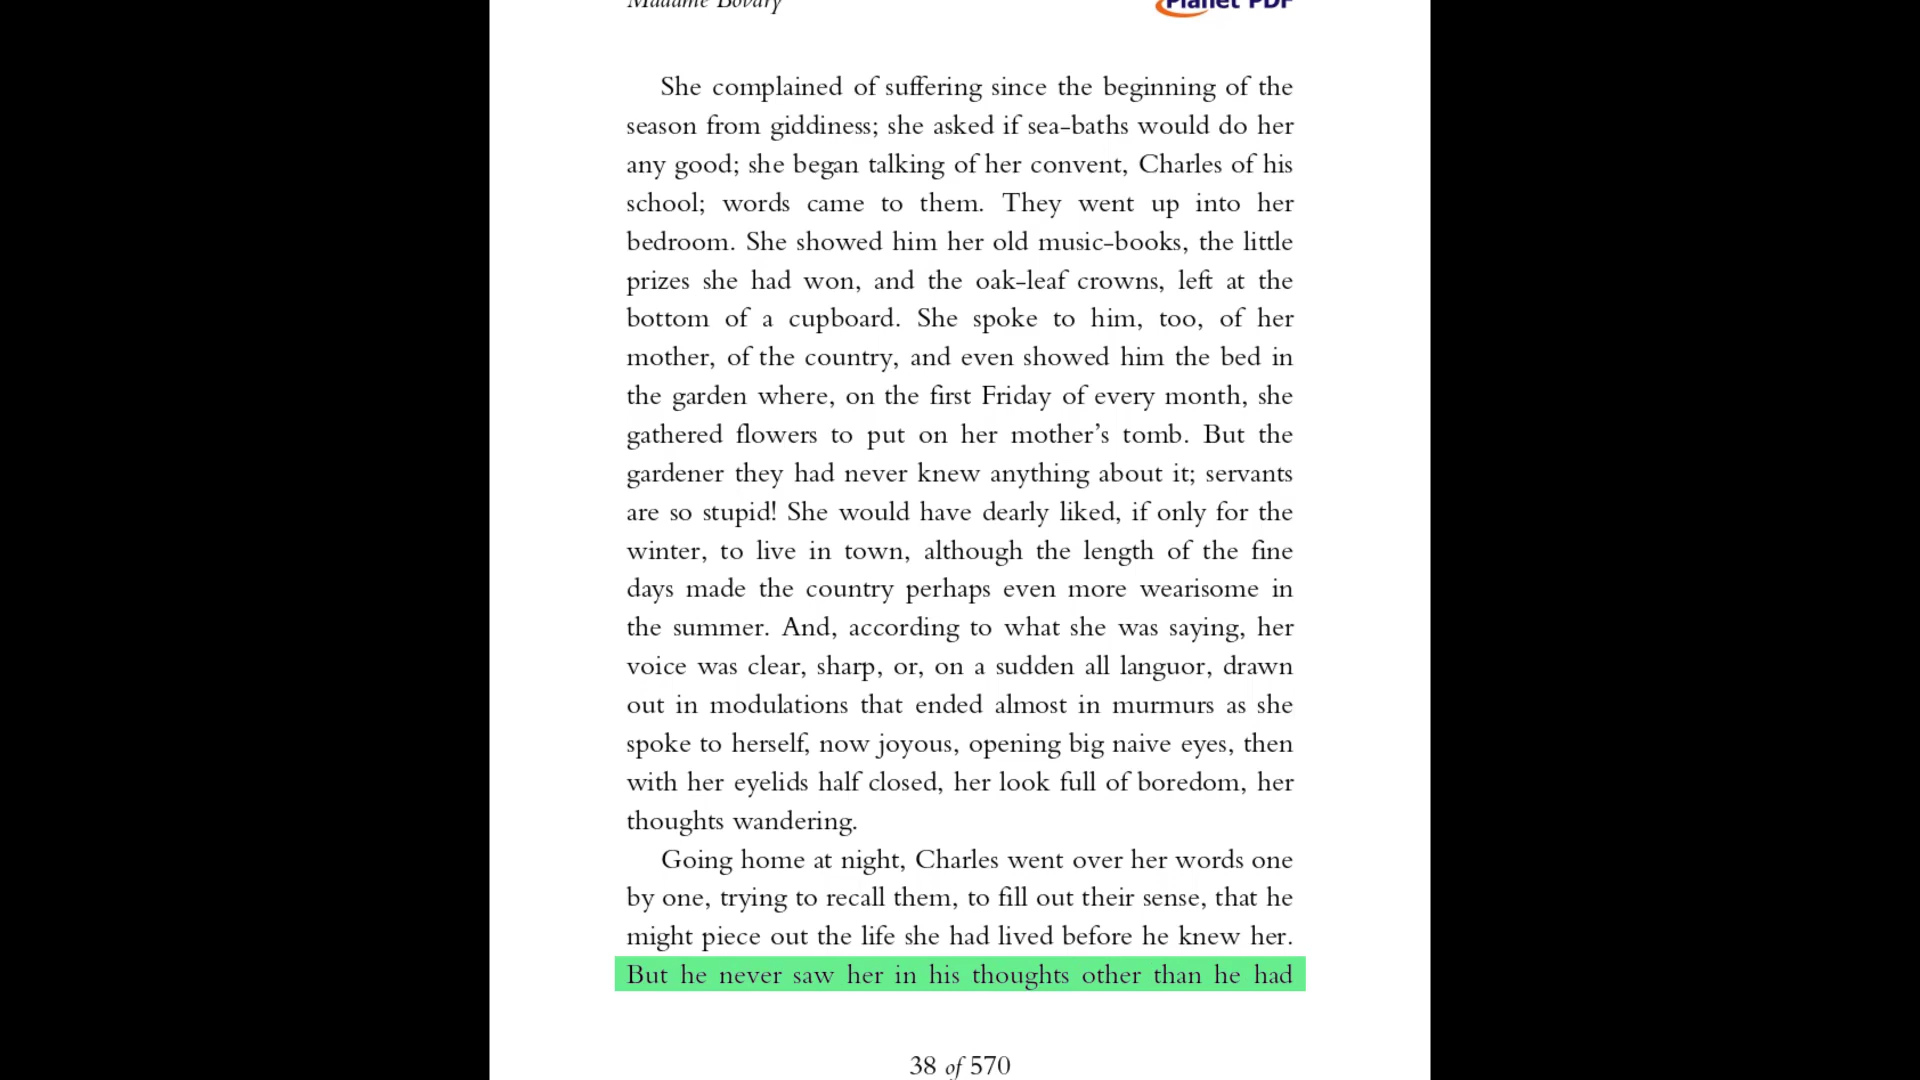 Madame Bovary
Planet PDF
She complained of suffering since the beginning of the
season from giddiness; she asked if sea-baths would do her
any good; she began talking of her convent, Charles of his
school; words came to them. They went up into her
bedroom. She showed him her old music-books, the little
prizes she had won, and the oak-leaf crowns, left at the
bottom of a cupboard. She spoke to him, too, of her
mother, of the country, and even showed him the bed in
the garden where, on the first Friday of every month, she
gathered flowers to put on her mother’s tomb. But the
gardener they had never knew anything about it; servants
are so stupid! She would have dearly liked, if only for the
winter, to live in town, although the length of the fine
days made the country perhaps even more wearisome in
the summer. And, according to what she was saying, her
voice was clear, sharp, or, on a sudden all languor, drawn
out in modulations that ended almost in murmurs as she
spoke to herself, now joyous, opening big naive eyes, then
with her eyelids half closed, her look full of boredom, her
thoughts wandering.
Going home at night, Charles went over her words one
by one, trying to recall them, to fill out their sense, that he
might piece out the life she had lived before he knew her.
But he never saw her in his thoughts other than he had
38 of 570